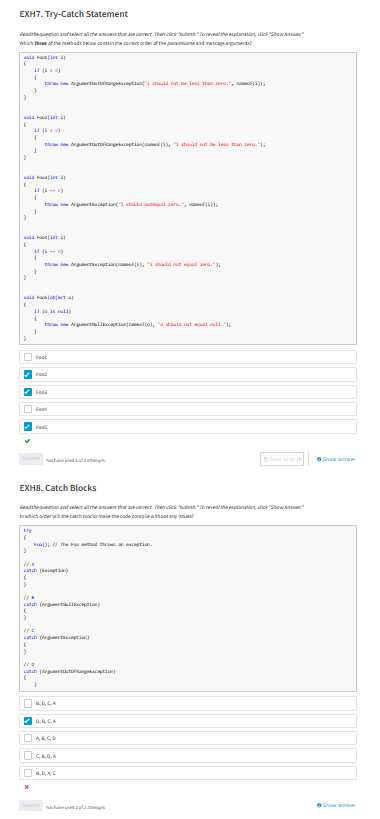 EXH7. Try-Catch Statement
Read the question and select all the answers that are correct. Then click "submit." To reveal the explanation, click "Show Answer."
Which three of the methods below contain the correct order of the paramname and message arguments?
void Foo1(int i)
{
if (i < 0)
{
throw new ArgumentOutOfRangeException("i should not be less than zero.", nameof(i));
}
}
void Foo2(int i)
{
if (i < 0)
{
throw new ArgumentOutOfRangeException(nameof(i), "i should not be less than zero.");
}
}
void Foo3(int i)
{
if (i == 0)
{
throw new ArgumentException("i should notequal zero.", nameof(i));
}
}
void Foo4(int i)
{
if (i == 0)
{
throw new ArgumentException(nameof(i), "i should not equal zero.");
}
}
void Foo5(object o)
{
if (o is null)
{
throw new ArgumentNullException(nameof(o), "o should not equal null.");
}
}
Foo1
Foo2
Foo3
Foo4
Foo5
Submit
You have used 1 of 2 attempts
Save as Draft
Show answer
EXH8. Catch Blocks
Read the question and select all the answers that are correct. Then click "submit." To reveal the explanation, click "Show Answer."
In which order will the catch blocks make the code compile without any issues?
try
{
Foo(); // The Foo method throws an exception.
}
// A
catch (Exception)
{
}
// B
catch (ArgumentNullException)
{
}
// C
catch (ArgumentException)
{
}
// D
catch (ArgumentOutOfRangeException)
{
}
B, D, C, A
D, B, C, A
A, B, C, D
C, B, D, A
B, D, A, C
Submit
You have used 2 of 2 attempts
Show answer